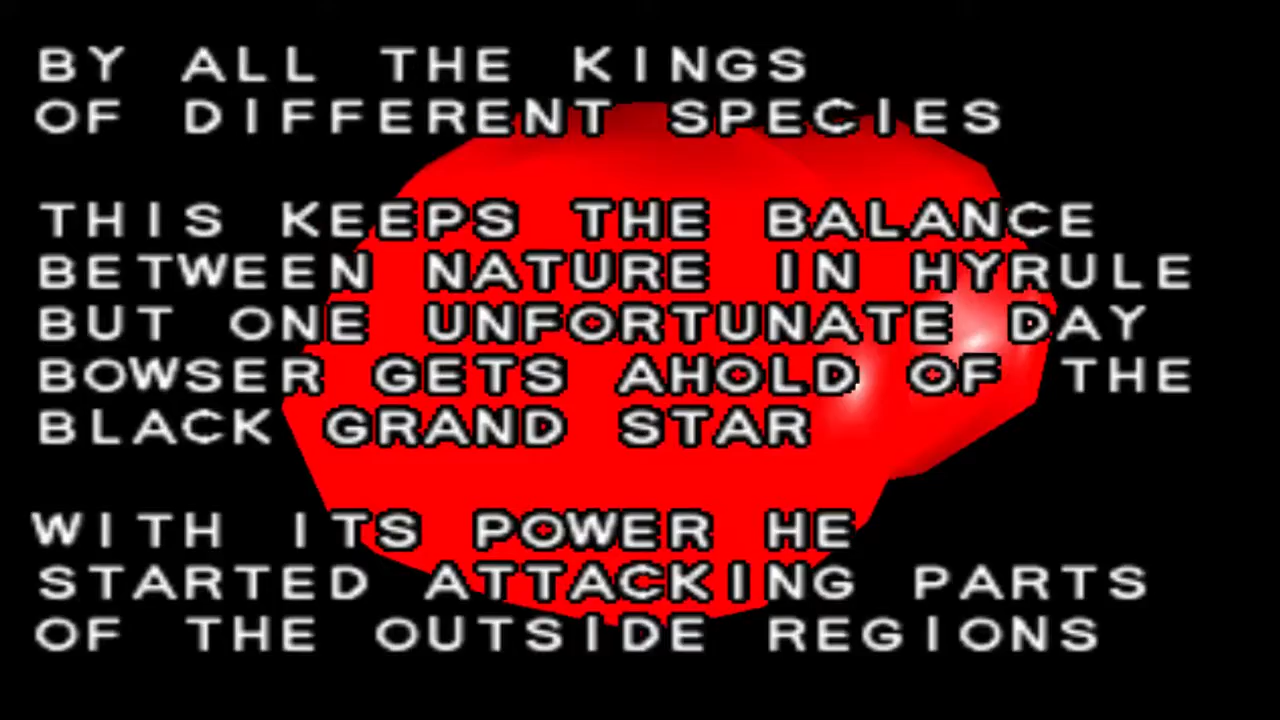 BY ALL THE KINGS
OF DIFFERENT SPECIES
THIS KEEPS THE BALANCE
BETWEEN NATURE IN HYRULE
BUT ONE UNFORTUNATE DAY
BOWSER GETS AHOLD OF THE
BLACK GRAND STAR
WITH ITS POWER HE
STARTED ATTACKING PARTS
OF THE OUTSIDE REGIONS